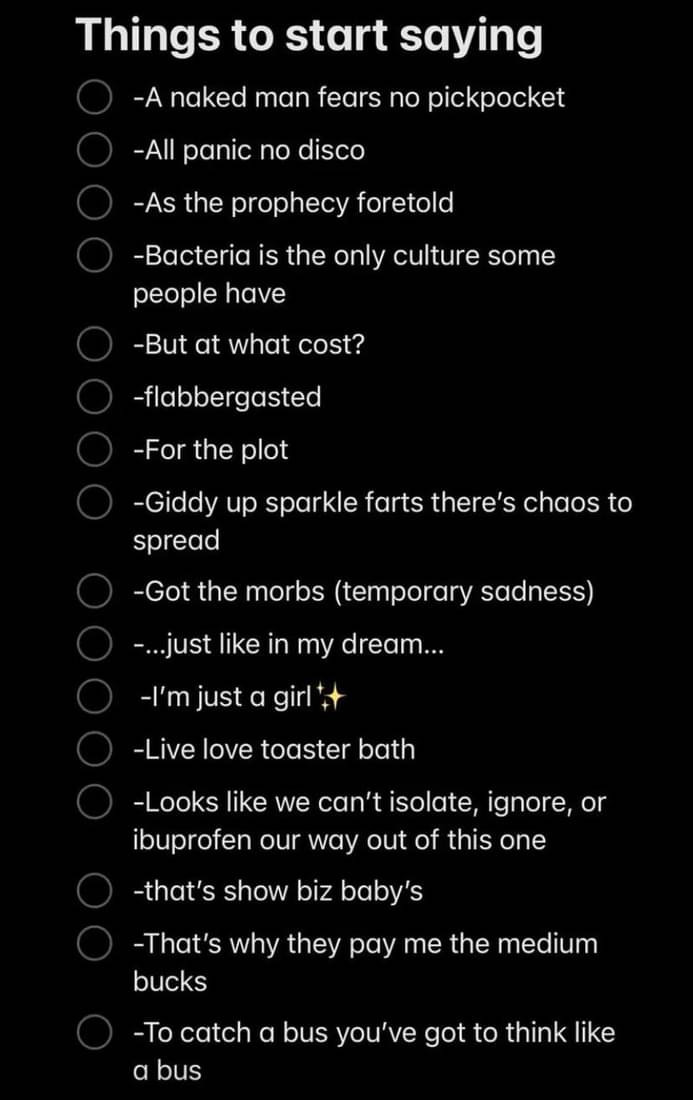 Things to start saying
-A naked man fears no pickpocket
-All panic no disco
-As the prophecy foretold
-Bacteria is the only culture some
people have
-But at what cost?
-flabbergasted
-For the plot
-Giddy up sparkle farts there’s chaos to
spread
-Got the morbs (temporary sadness)
-...just like in my dream...
-I’m just a girl✨
-Live love toaster bath
-Looks like we can’t isolate, ignore, or
ibuprofen our way out of this one
-that’s show biz baby’s
-That’s why they pay me the medium
bucks
-To catch a bus you’ve got to think like
a bus